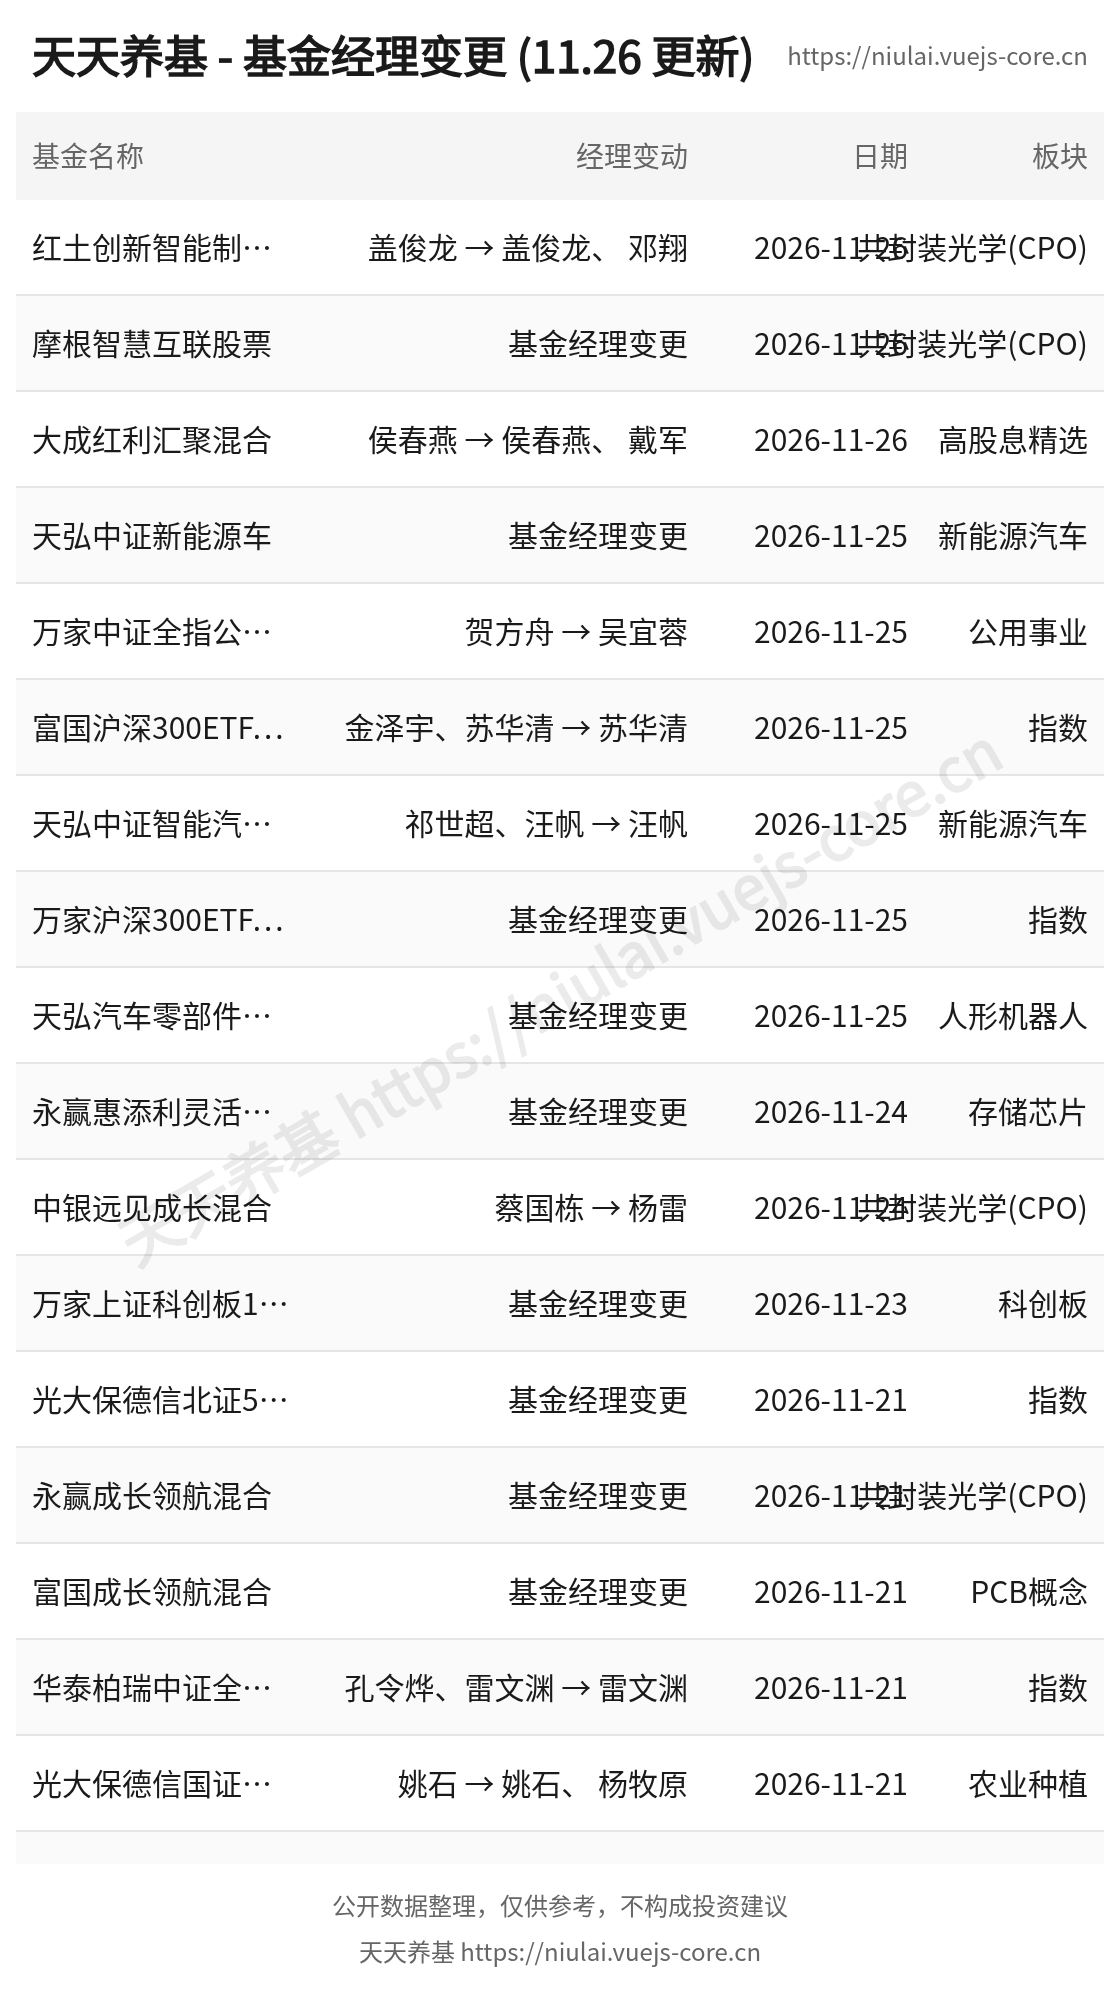 天天养基 - 基金经理变更 (11.26 更新) https://niulai.vuejs-core.cn
基金名称 经理变动 日期 板块
红土创新智能制… 盖俊龙 → 盖俊龙、 邓翔 2026-11-26 共封装光学(CPO)
摩根智慧互联股票 基金经理变更 2026-11-26 共封装光学(CPO)
大成红利汇聚混合 侯春燕 → 侯春燕、 戴军 2026-11-26 高股息精选
天弘中证新能源车 基金经理变更 2026-11-25 新能源汽车
万家中证全指公… 贺方舟 → 吴宜蓉 2026-11-25 公用事业
富国沪深300ETF… 金泽宇、苏华清 → 苏华清 2026-11-25 指数
天弘中证智能汽… 祁世超、汪帆 → 汪帆 2026-11-25 新能源汽车
万家沪深300ETF… 基金经理变更 2026-11-25 指数
天弘汽车零部件… 基金经理变更 2026-11-25 人形机器人
永赢惠添利灵活… 基金经理变更 2026-11-24 存储芯片
中银远见成长混合 蔡国栋 → 杨雷 2026-11-24 共封装光学(CPO)
万家上证科创板1… 基金经理变更 2026-11-23 科创板
光大保德信北证5… 基金经理变更 2026-11-21 指数
永赢成长领航混合 基金经理变更 2026-11-21 共封装光学(CPO)
富国成长领航混合 基金经理变更 2026-11-21 PCB概念
华泰柏瑞中证全… 孔令烨、雷文渊 → 雷文渊 2026-11-21 指数
光大保德信国证… 姚石 → 姚石、 杨牧原 2026-11-21 农业种植
天天养基 https://niulai.vuejs-core.cn
公开数据整理，仅供参考，不构成投资建议
天天养基 https://niulai.vuejs-core.cn